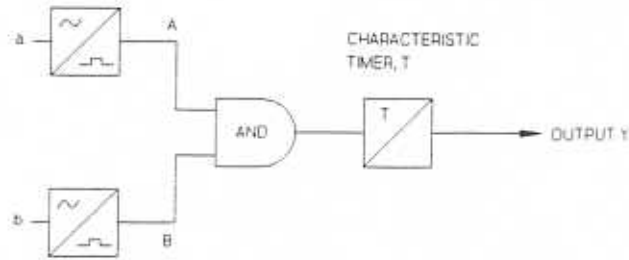 a
A
CHARACTERISTIC
TIMER, T
AND
T
OUTPUT Y
b
B